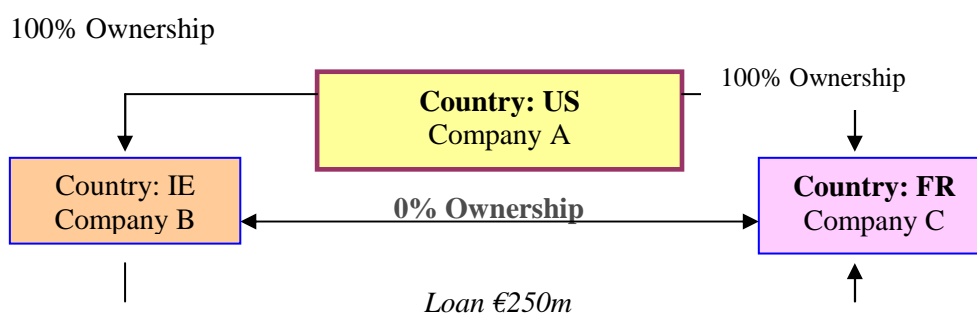 100% Ownership
Country: US
Company A
100% Ownership
Country: IE
Company B
0% Ownership
Country: FR
Company C
Loan €250m